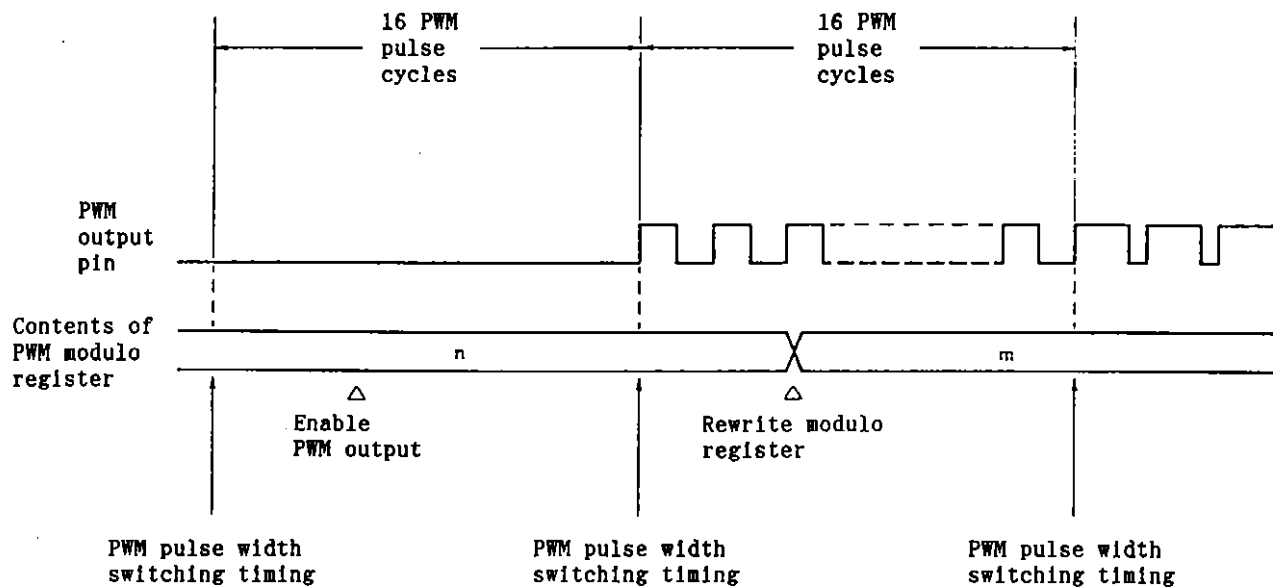 16 PWM
pulse
cycles
16 PWM
pulse
cycles
PWM
output
pin
Contents of
PWM modulo
register
n
m
Enable
PWM output
Rewrite modulo
register
PWM pulse width
switching timing
PWM pulse width
switching timing
PWM pulse width
switching timing